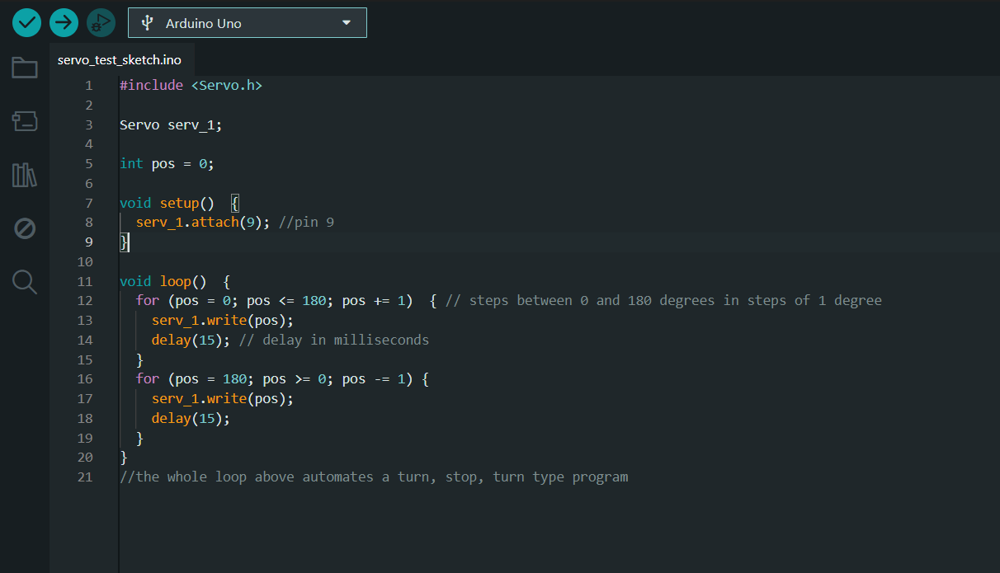 Arduino Uno
servo_test_sketch.ino
1 #include <Servo.h>
2
3 Servo serv_1;
4
5 int pos = 0;
6
7 void setup()  {
8   serv_1.attach(9); //pin 9
9 }
10
11 void loop()  {
12   for (pos = 0; pos <= 180; pos += 1)  { // steps between 0 and 180 degrees in steps of 1 degree
13     serv_1.write(pos);
14     delay(15); // delay in milliseconds
15   }
16   for (pos = 180; pos >= 0; pos -= 1) {
17     serv_1.write(pos);
18     delay(15);
19   }
20 }
21 //the whole loop above automates a turn, stop, turn type program